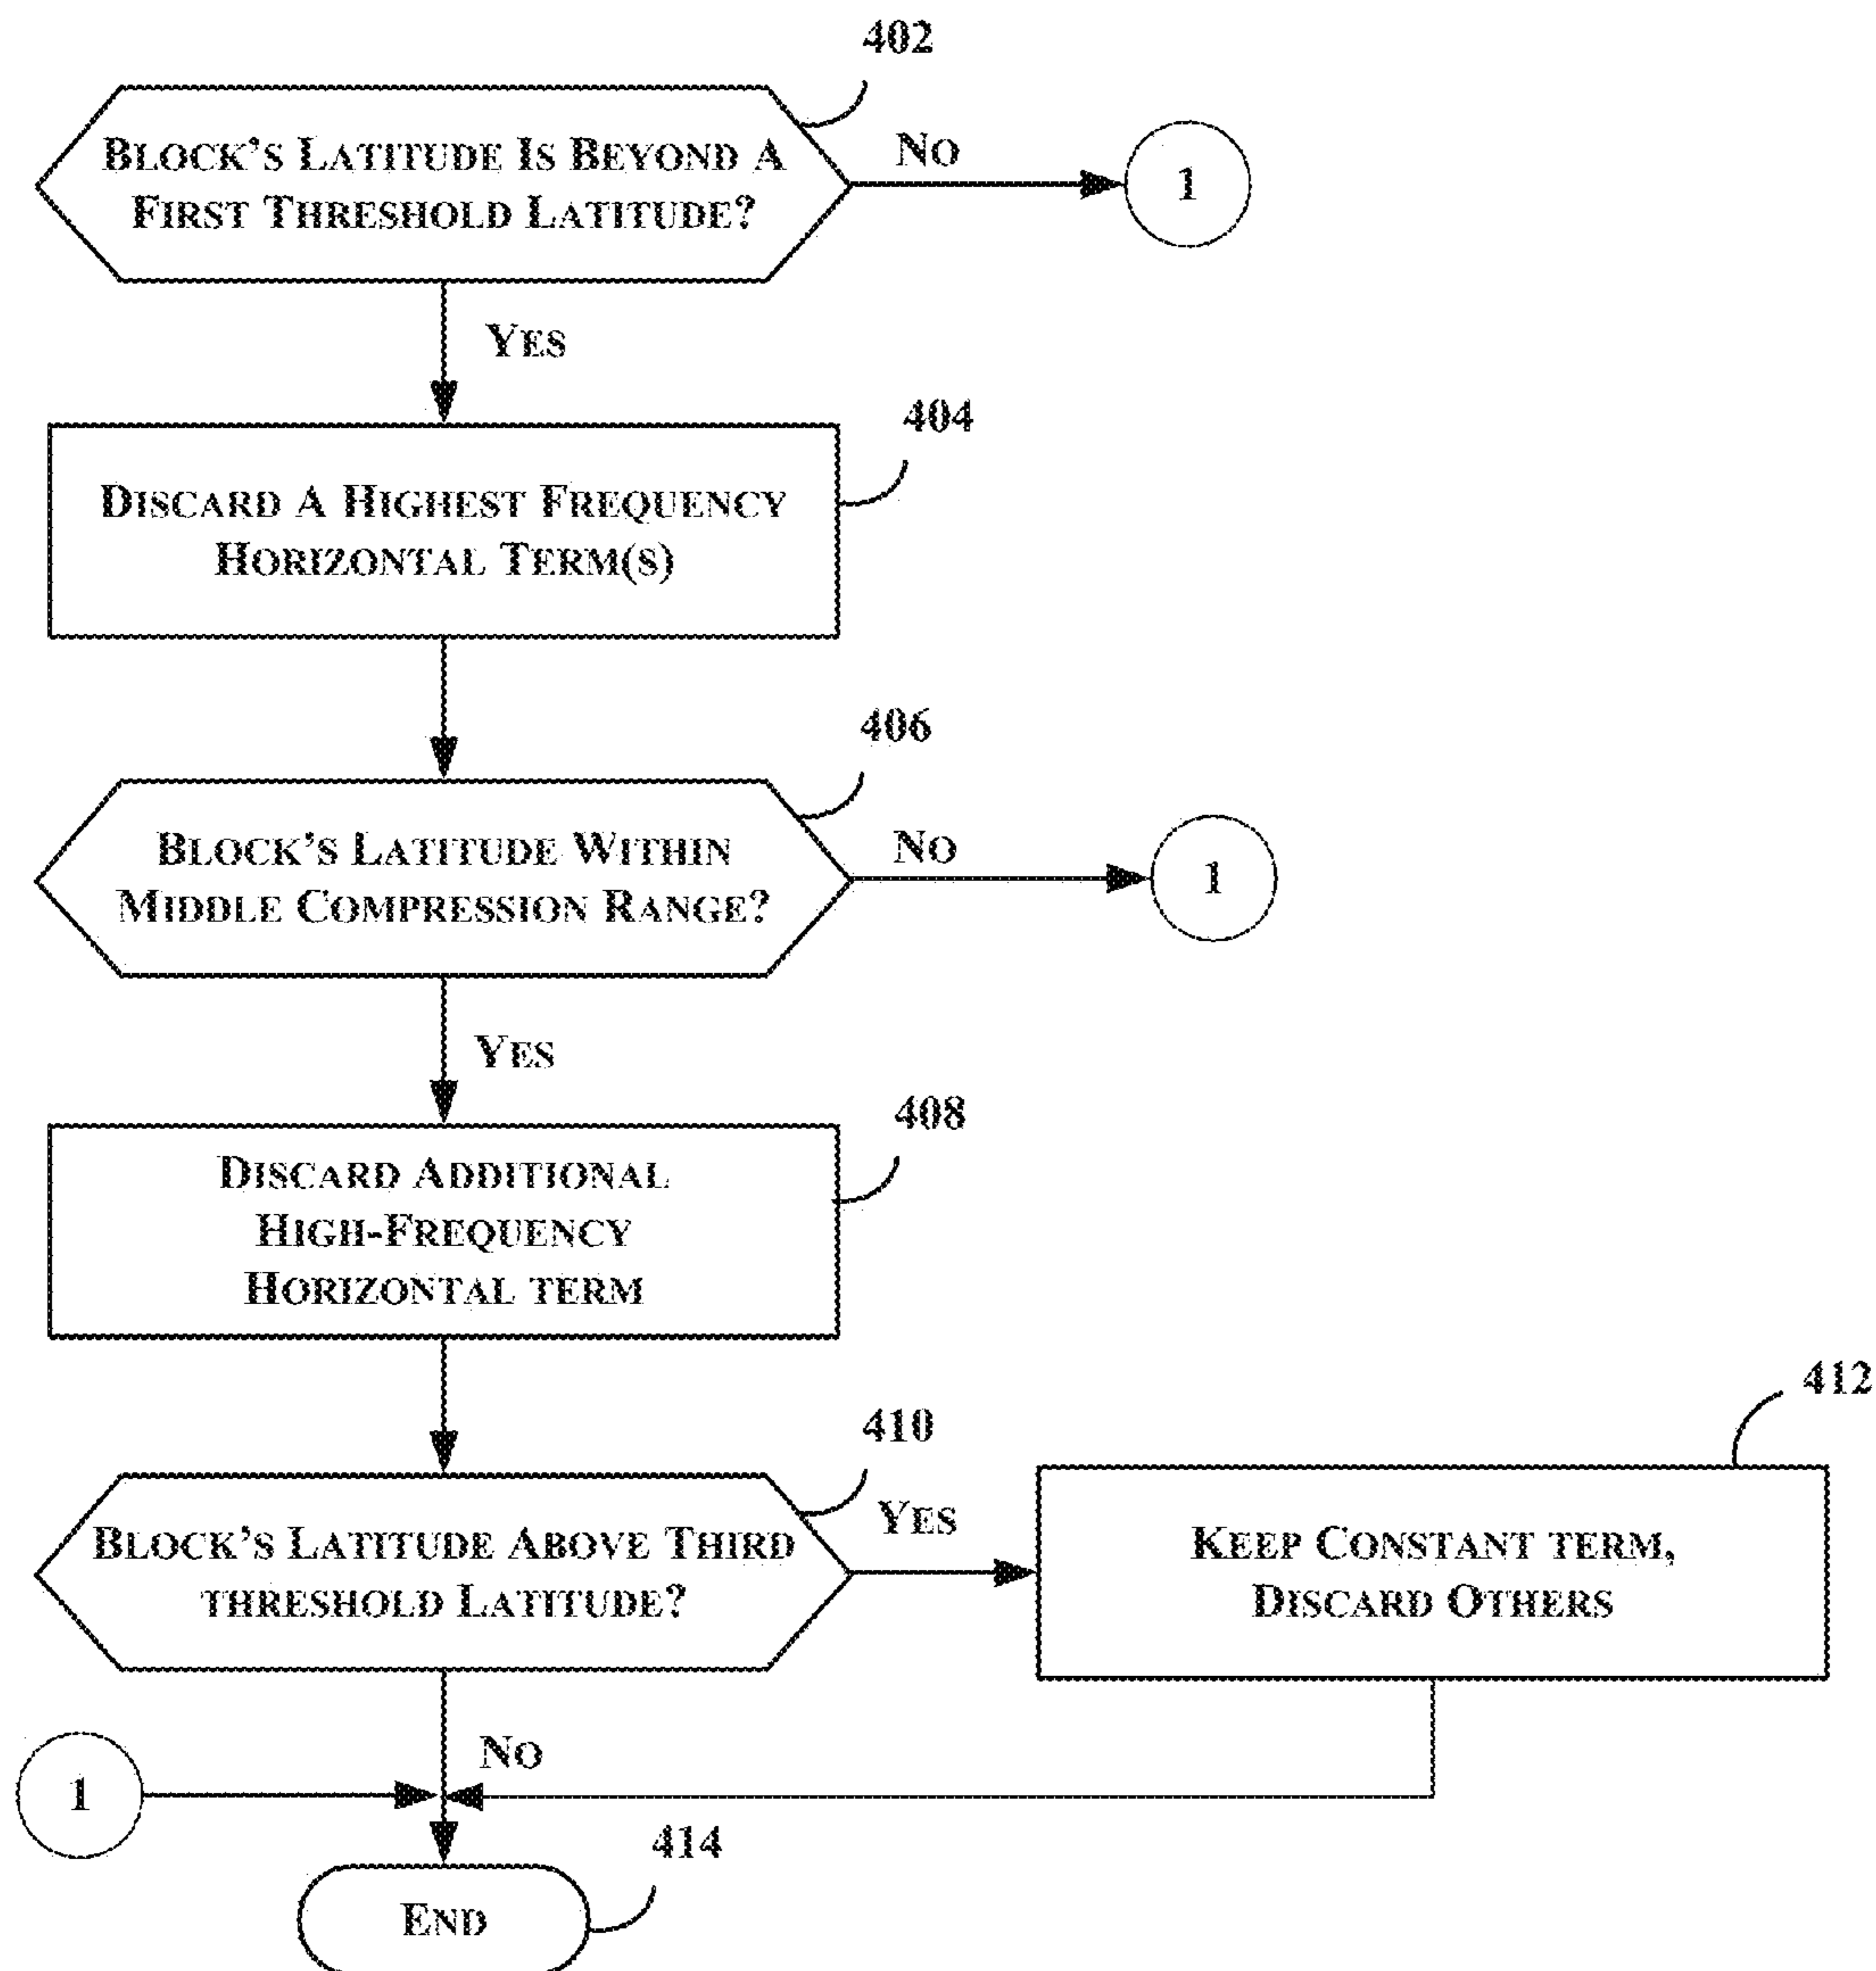 402
BLOCK'S LATITUDE IS BEYOND A
FIRST THRESHOLD LATITUDE?
NO
1
YES
404
DISCARD A HIGHEST FREQUENCY
HORIZONTAL TERM(S)
406
BLOCK'S LATITUDE WITHIN
MIDDLE COMPRESSION RANGE?
NO
1
YES
408
DISCARD ADDITIONAL
HIGH-FREQUENCY
HORIZONTAL TERM
410
BLOCK'S LATITUDE ABOVE THIRD
THRESHOLD LATITUDE?
YES
412
KEEP CONSTANT TERM,
DISCARD OTHERS
NO
1
414
END